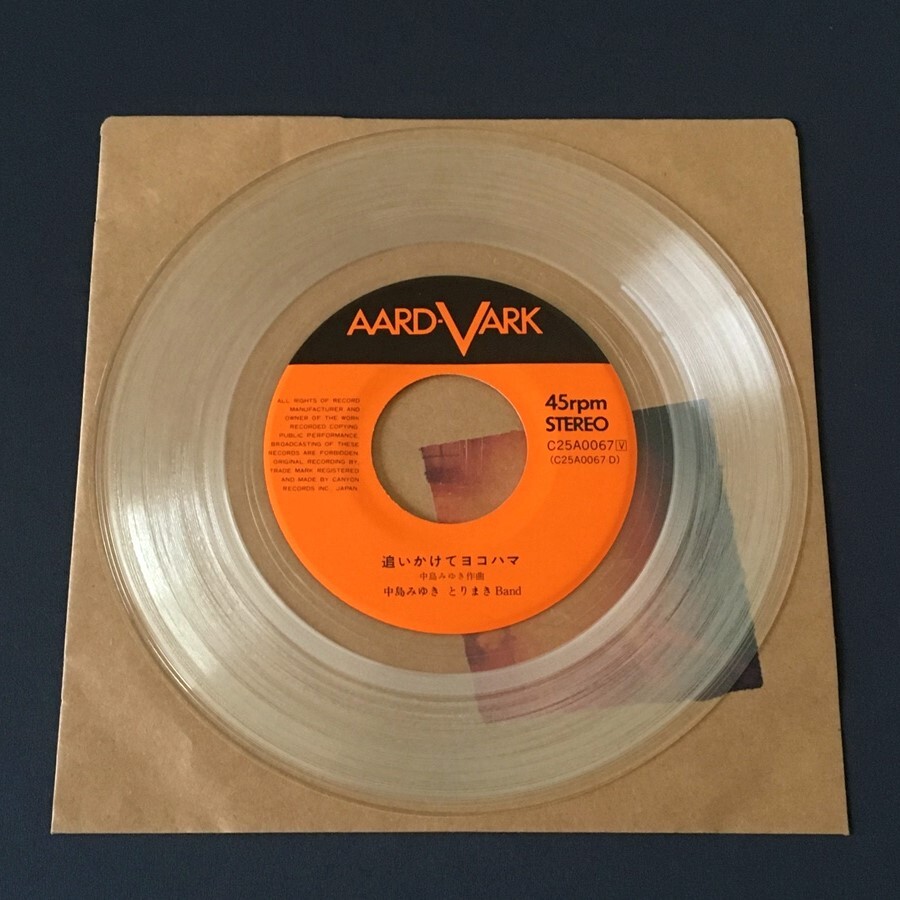 AARD-VARK
ALL RIGHTS OF RECORD
MANUFACTURER AND
OWNER OF THE WORK
RECORDED COPYING,
PUBLIC PERFORMANCE,
BROADCASTING OF THESE
RECORDS ARE FORBIDDEN.
ORIGINAL RECORDING BY,
TRADE MARK REGISTERED
AND MADE BY CANYON
RECORDS INC. JAPAN.
45rpm
STEREO
C25A0067 V
(C25A0067 D)
追いかけてヨコハマ
中島みゆき作曲
中島みゆき とりまき Band